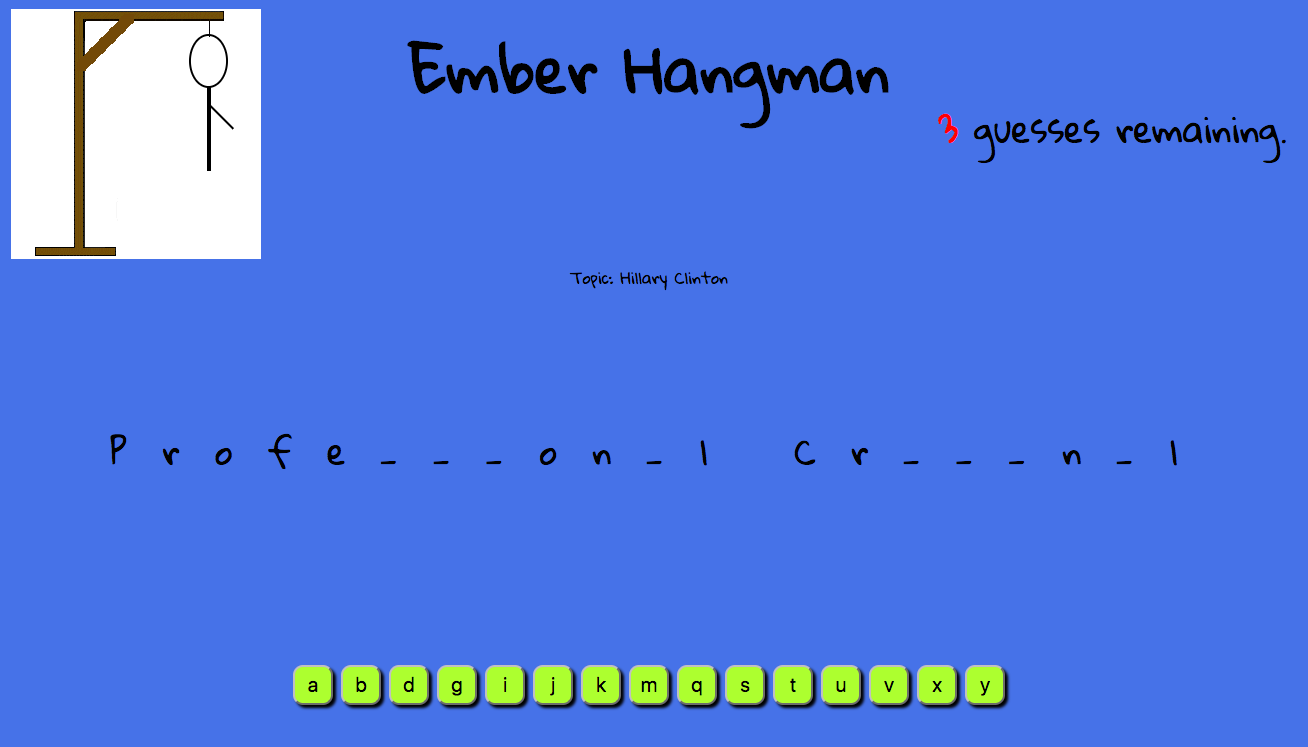 Ember Hangman
3 guesses remaining.
Topic: Hillary Clinton
P r o f e _ _ _ o n _ l C r _ _ _ n _ l
a b d g i j k m q s t u v x y